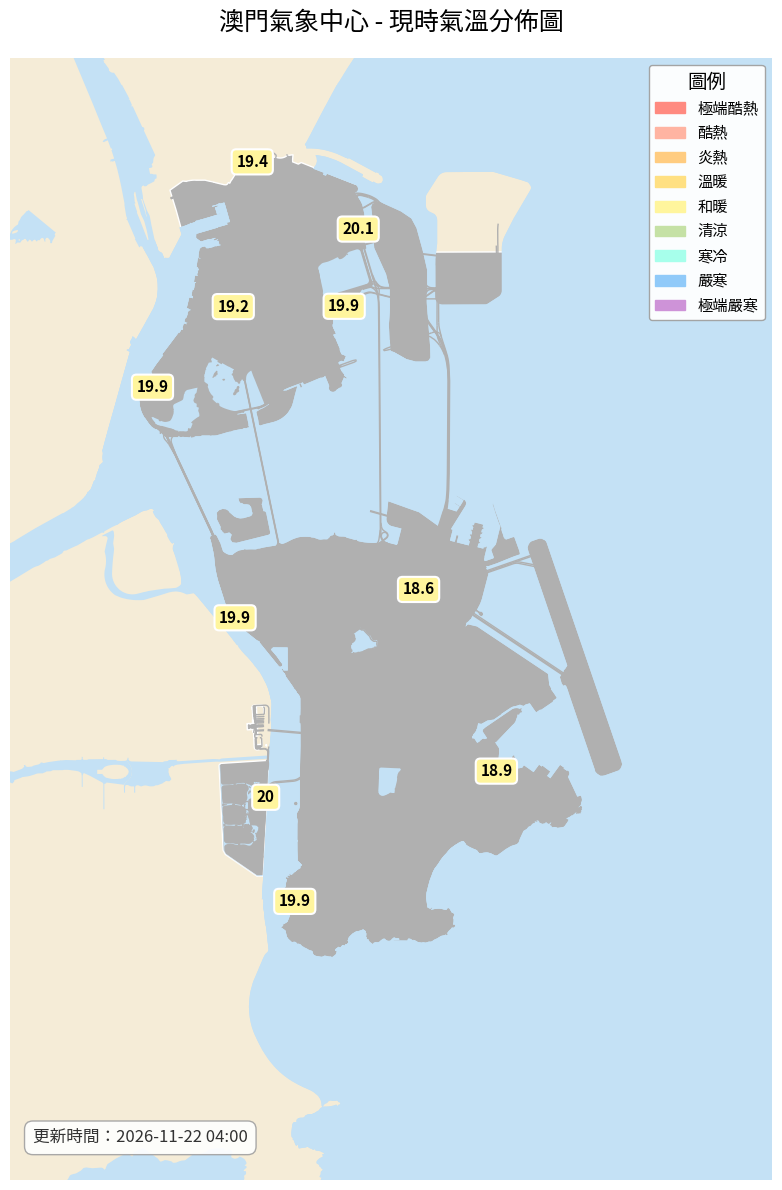 澳門氣象中心 - 現時氣溫分佈圖
圖例
極端酷熱
酷熱
炎熱
溫暖
和暖
清涼
寒冷
嚴寒
極端嚴寒
19.4
20.1
19.2
19.9
19.9
18.6
19.9
18.9
20
19.9
更新時間：2026-11-22 04:00